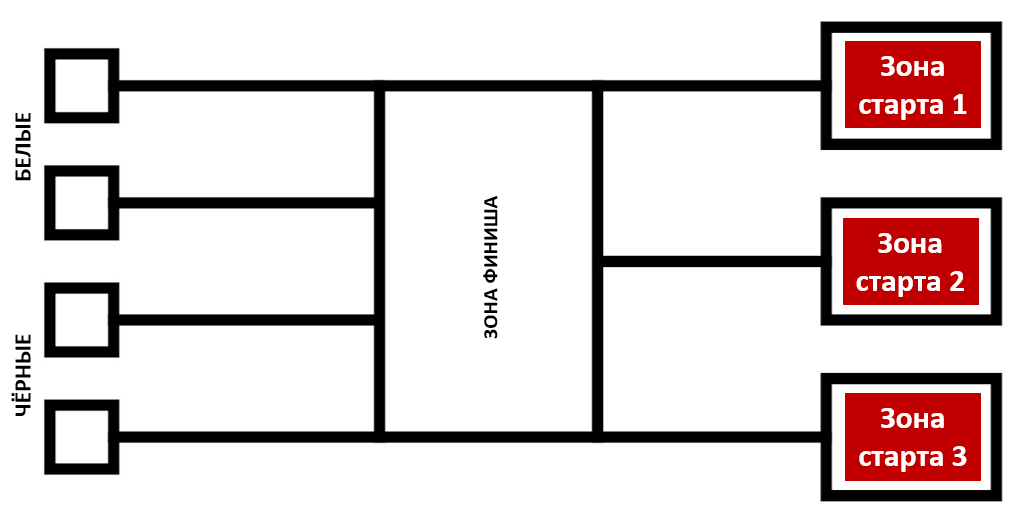 БЕЛЫЕ
ЧЁРНЫЕ
ЗОНА ФИНИША
Зона
старта 1
Зона
старта 2
Зона
старта 3